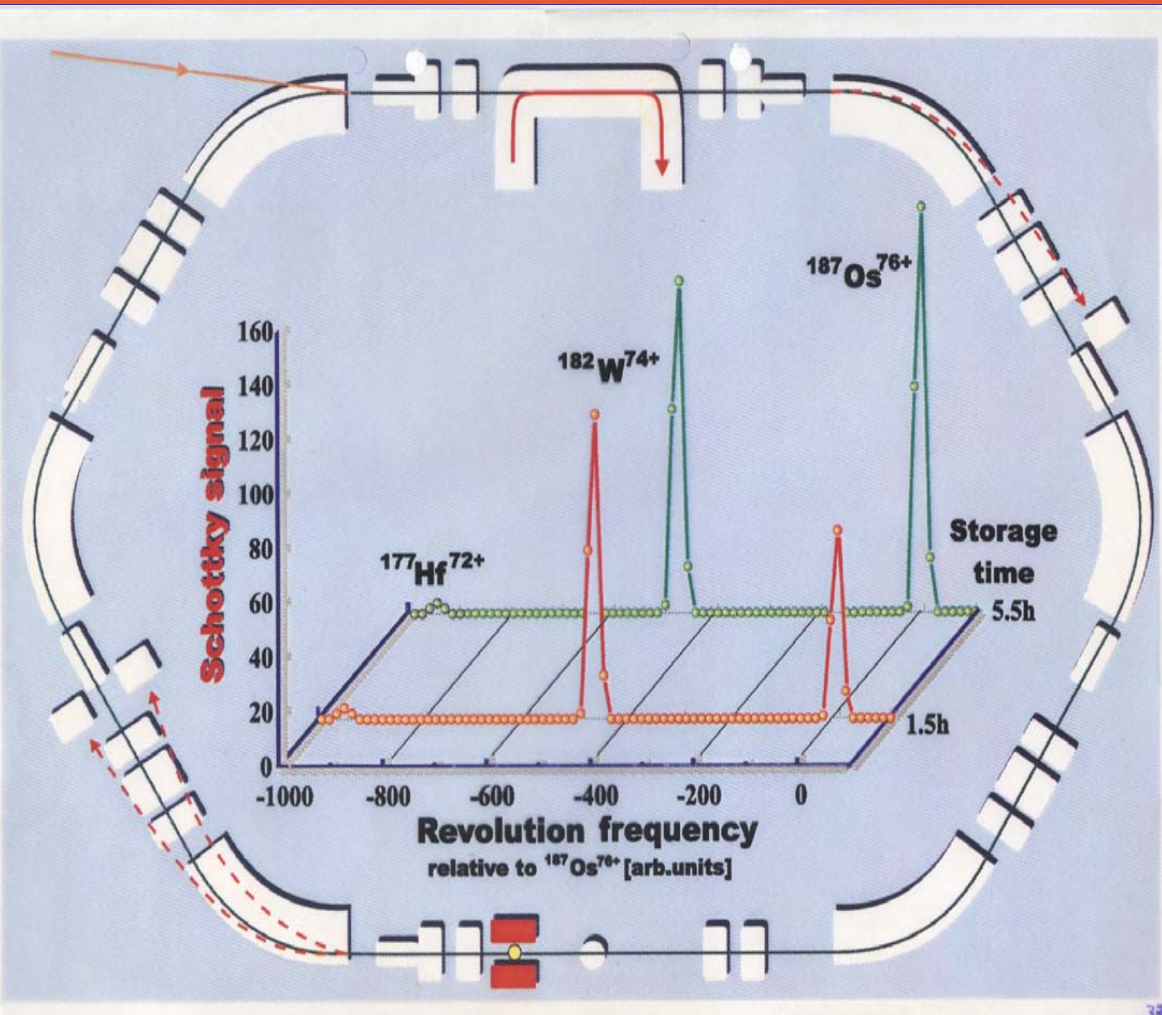 187Os76+
160
182W74+
140
Schottky signal
120
100
Storage
80
177Hf72+
time
60
5.5h
40
20
1.5h
0
-1000 -800 -600 -400 -200 0
Revolution frequency
relative to 187Os76+ [arb.units]